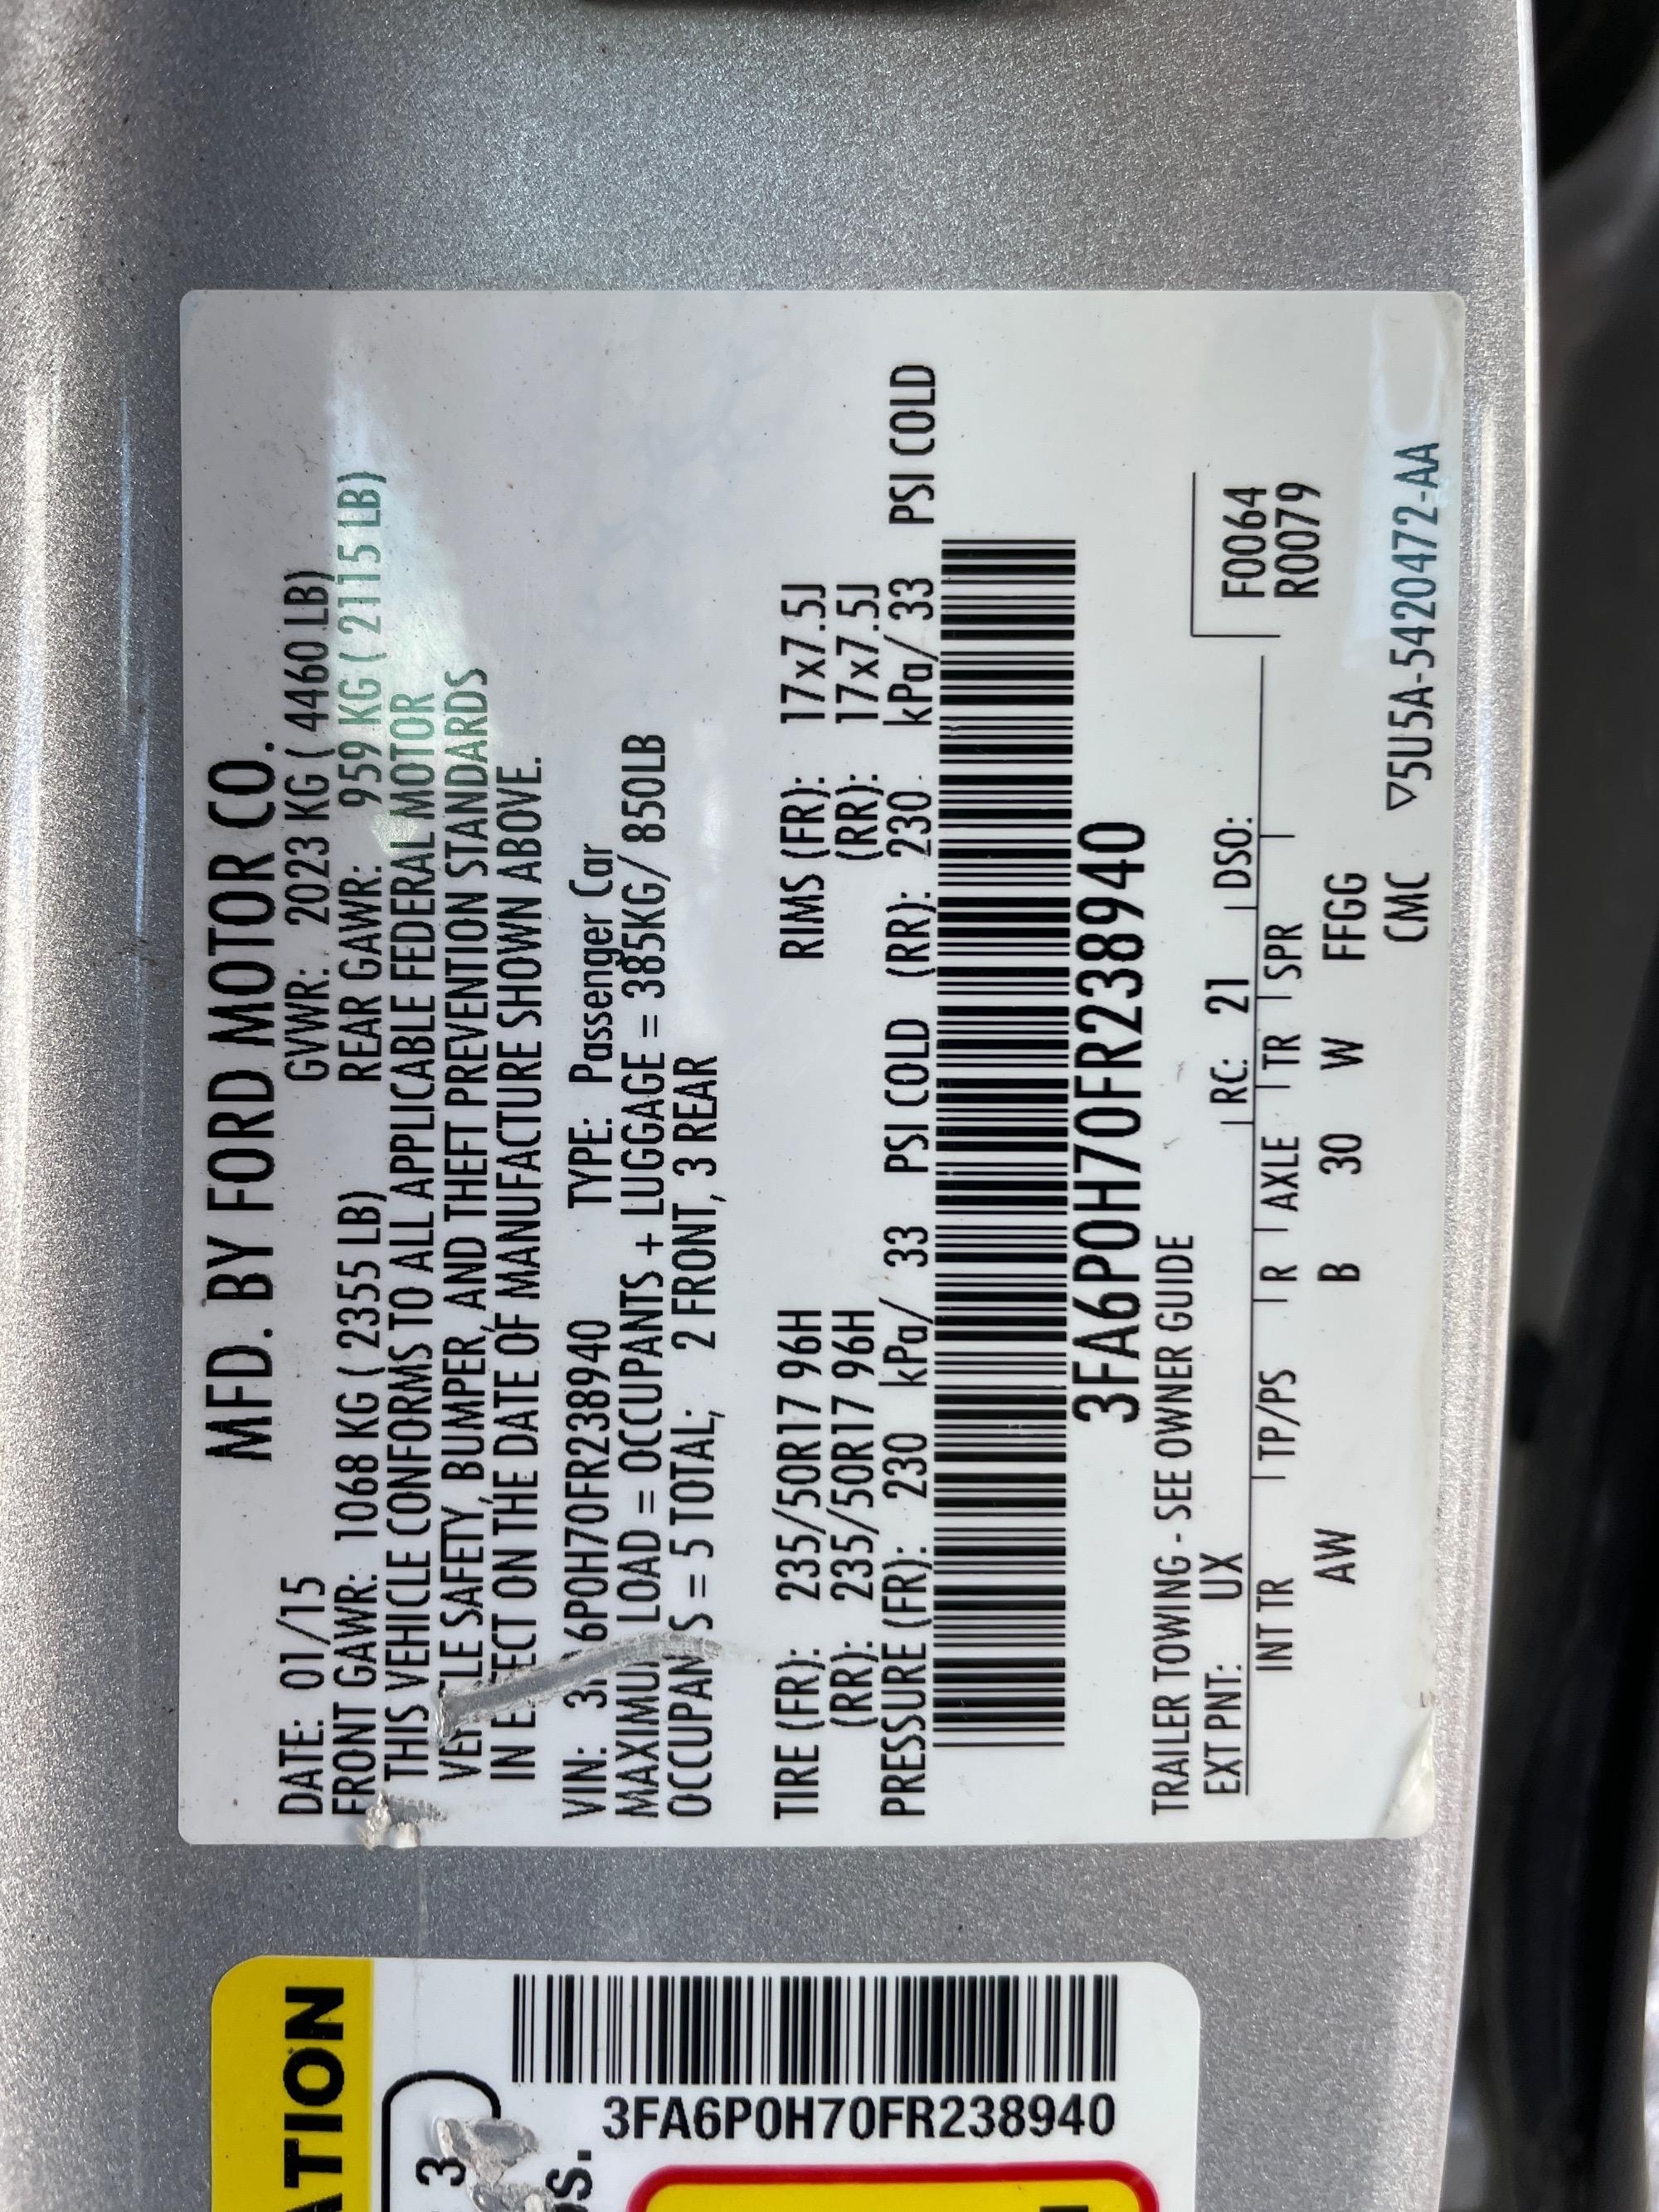 MFD. BY FORD MOTOR CO.
DATE: 01/15 GVWR: 2023 KG ( 4460 LB)
FRONT GAWR: 1068 KG ( 2355 LB) REAR GAWR: 959 KG ( 2115 LB)
THIS VEHICLE CONFORMS TO ALL APPLICABLE FEDERAL MOTOR
SAFETY, BUMPER, AND THEFT PREVENTION STANDARDS
IN ON THE DATE OF MANUFACTURE SHOWN ABOVE.
VIN: 6P0H70FR238940 TYPE: Passenger Car
LOAD = OCCUPANTS + LUGGAGE = 385KG/ 850LB
= 5 TOTAL; 2 FRONT, 3 REAR
TIRE (FR): 235/50R17 96H RIMS (FR): 17x7.5J
(RR): 235/50R17 96H (RR): 17x7.5J
PRESSURE (FR): 230 kPa/ 33 PSI COLD (RR): 230 kPa/ 33 PSI COLD
3FA6P0H70FR238940
TRAILER TOWING - SEE OWNER GUIDE
EXT PNT: UX RC: 21 DSO:
F0064
INT TR TP/PS R AXLE TR SPR
R0079
AW B 30 W FFGG
CMC ▽5U5A-5420472-AA
ATION
3
3FA6P0H70FR238940